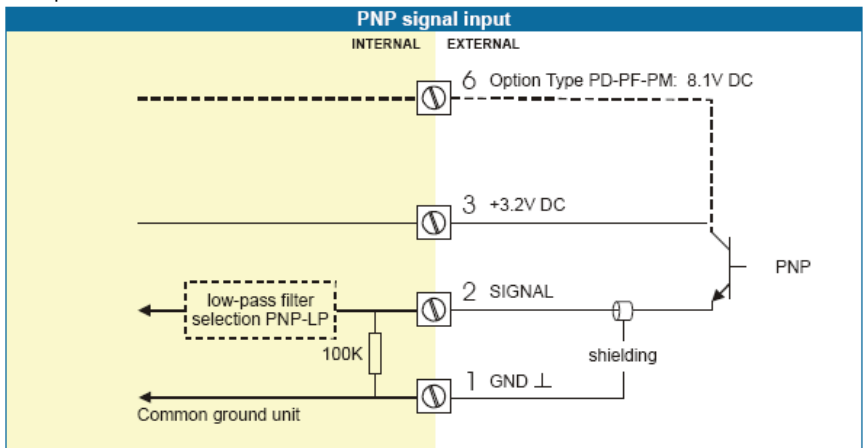 PNP signal input
INTERNAL EXTERNAL
6 Option Type PD-PF-PM: 8.1V DC
3 +3.2V DC
PNP
2 SIGNAL
low-pass filter
selection PNP-LP
100K
shielding
1 GND ⊥
Common ground unit